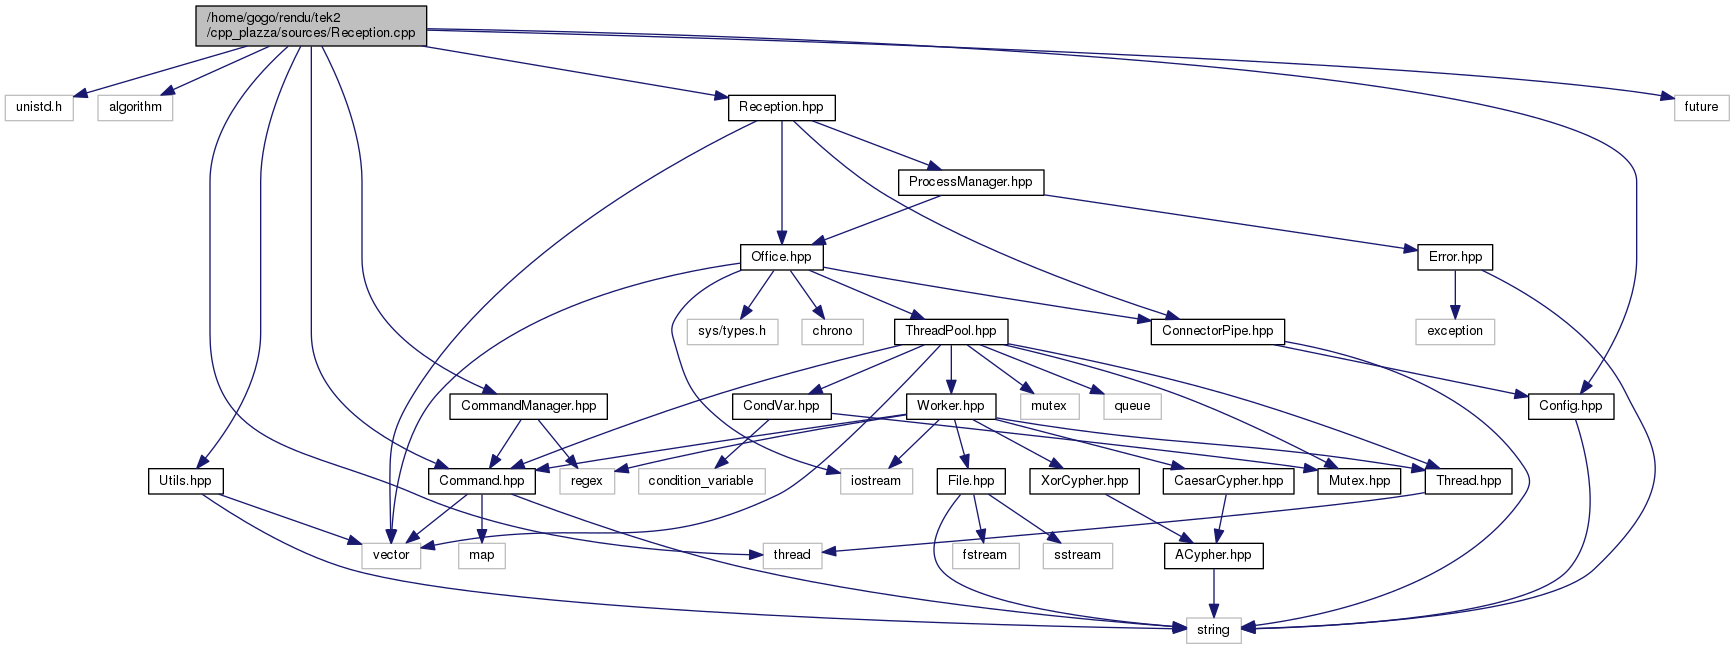 /home/gogo/rendu/tek2
/cpp_plazza/sources/Reception.cpp
unistd.h
algorithm
Reception.hpp
future
ProcessManager.hpp
Office.hpp
Error.hpp
sys/types.h
chrono
ThreadPool.hpp
ConnectorPipe.hpp
exception
CommandManager.hpp
CondVar.hpp
Worker.hpp
mutex
queue
Config.hpp
Utils.hpp
Command.hpp
regex
condition_variable
iostream
File.hpp
XorCypher.hpp
CaesarCypher.hpp
Mutex.hpp
Thread.hpp
vector
map
thread
fstream
sstream
ACypher.hpp
string